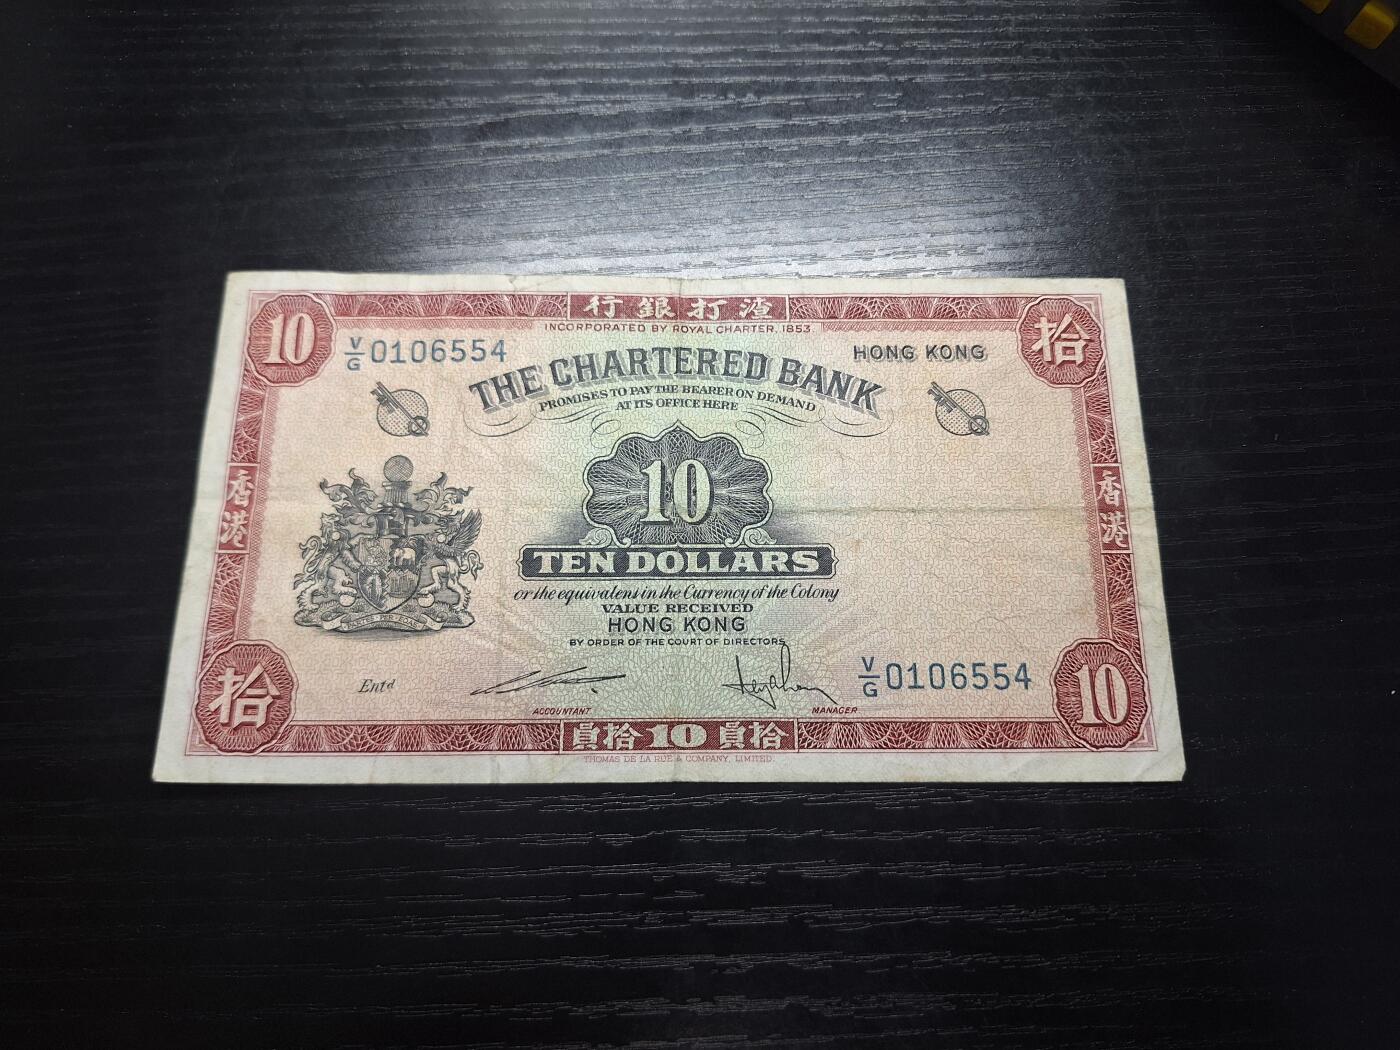 行銀打渣
INCORPORATED BY ROYAL CHARTER, 1853.
10
拾
V/G 0106554
HONG KONG
THE CHARTERED BANK
PROMISES TO PAY THE BEARER ON DEMAND
AT ITS OFFICE HERE
10
香港
香港
TEN DOLLARS
or the equivalent in the Currency of the Colony
VALUE RECEIVED
HONG KONG
BY ORDER OF THE COURT OF DIRECTORS
Entd
V/G 0106554
ACCOUNTANT
MANAGER
拾
10
員拾 10 員拾
THOMAS DE LA RUE & COMPANY, LIMITED.